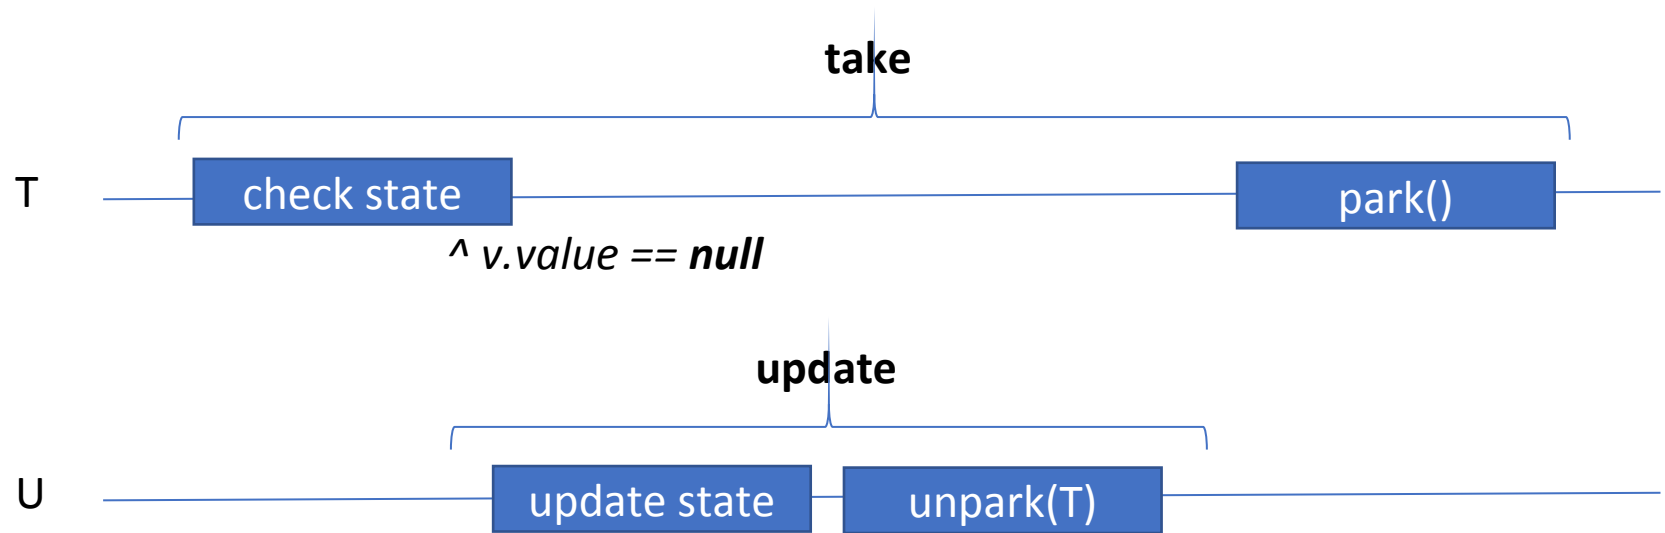 take
T
check state
park()
^ v.value == null
update
U
update state
unpark(T)